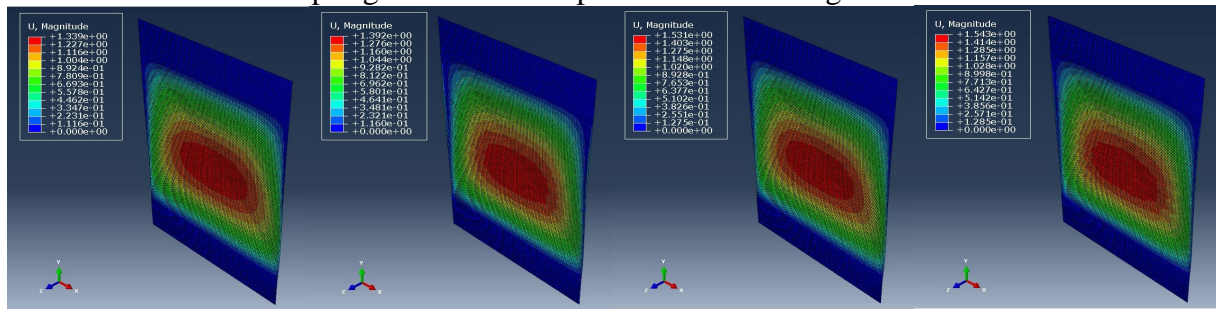 U, Magnitude
+1.339e+00
+1.227e+00
+1.116e+00
+1.004e+00
+8.924e-01
+7.809e-01
+6.693e-01
+5.578e-01
+4.462e-01
+3.347e-01
+2.231e-01
+1.116e-01
+0.000e+00
Y
Z
X
U, Magnitude
+1.392e+00
+1.276e+00
+1.160e+00
+1.044e+00
+9.282e-01
+8.122e-01
+6.962e-01
+5.801e-01
+4.641e-01
+3.481e-01
+2.321e-01
+1.160e-01
+0.000e+00
Y
Z
X
U, Magnitude
+1.531e+00
+1.403e+00
+1.275e+00
+1.148e+00
+1.020e+00
+8.928e-01
+7.653e-01
+6.377e-01
+5.102e-01
+3.826e-01
+2.551e-01
+1.275e-01
+0.000e+00
Y
Z
X
U, Magnitude
+1.543e+00
+1.414e+00
+1.285e+00
+1.157e+00
+1.028e+00
+8.998e-01
+7.713e-01
+6.427e-01
+5.142e-01
+3.856e-01
+2.571e-01
+1.285e-01
+0.000e+00
Y
Z
X